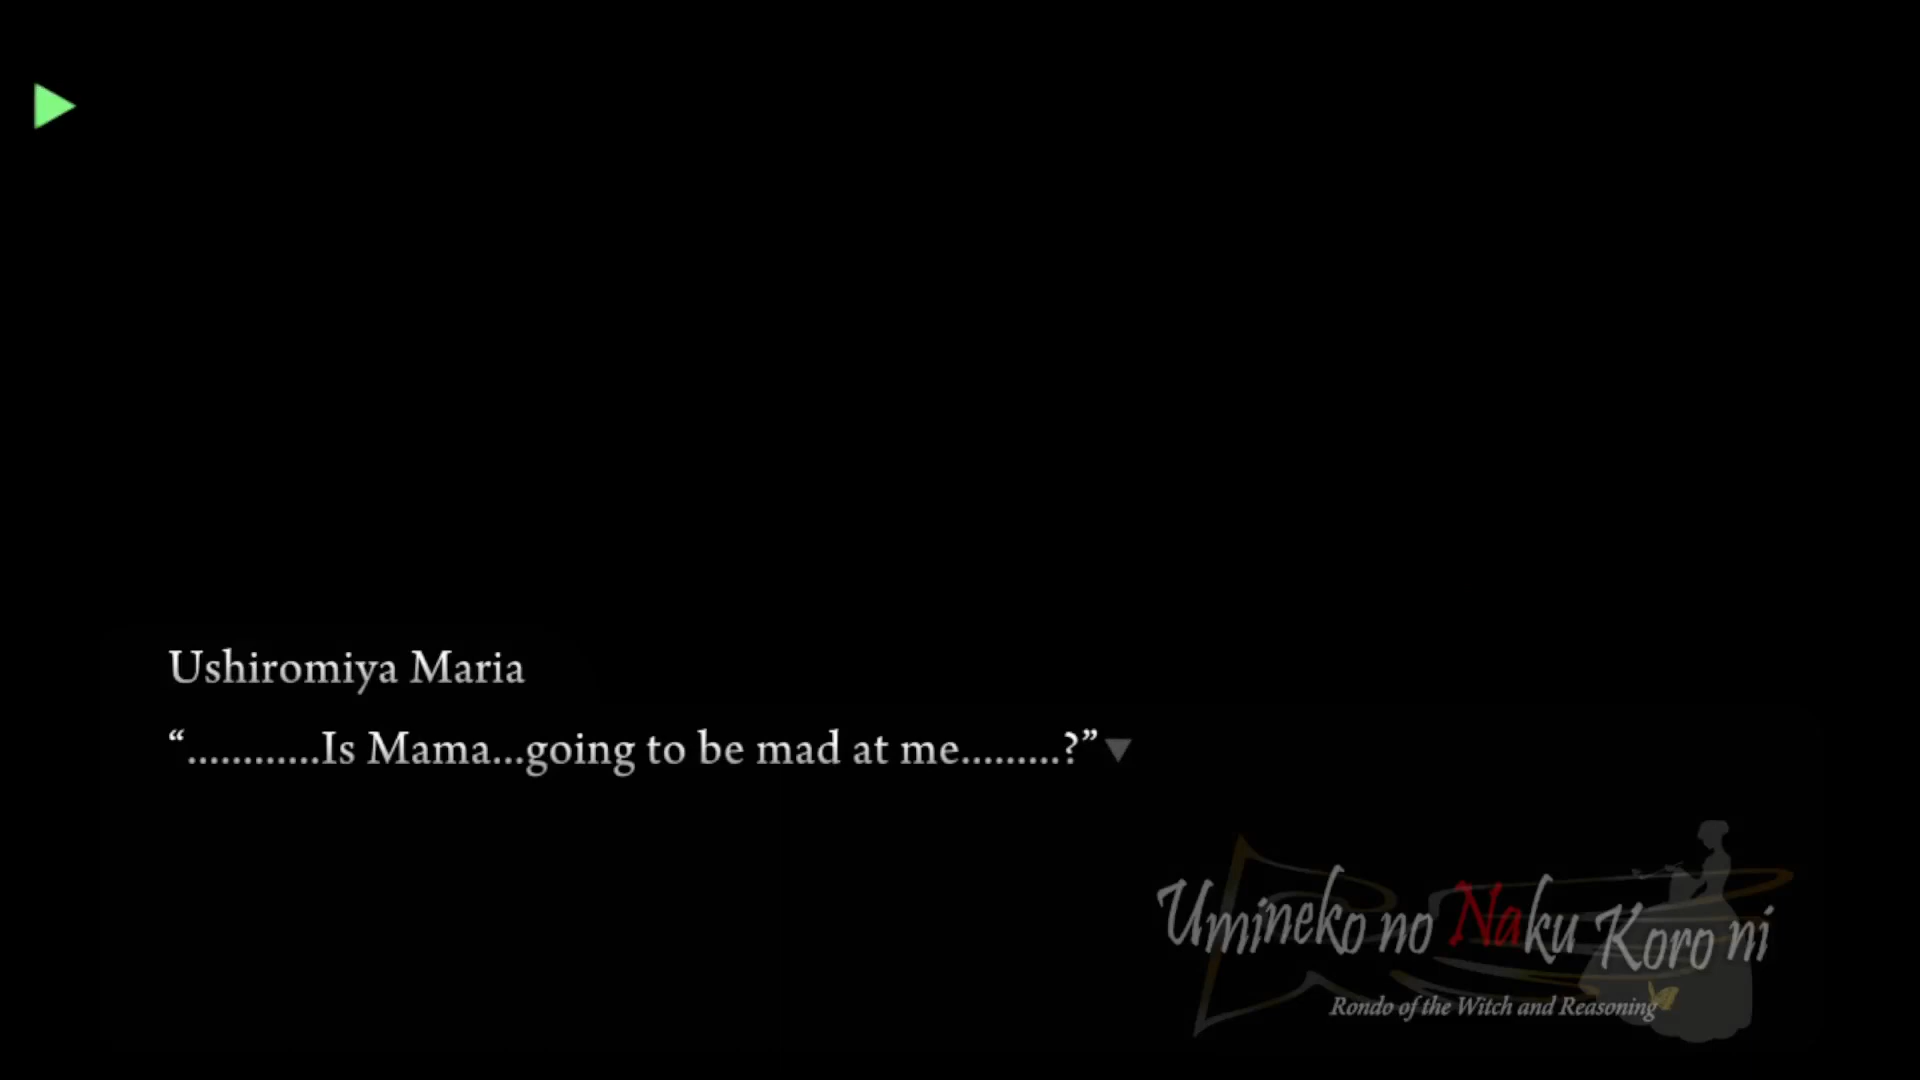 Ushiromiya Maria
“............Is Mama...going to be mad at me.........?”
Umineko no Naku Koro ni
Rondo of the Witch and Reasoning